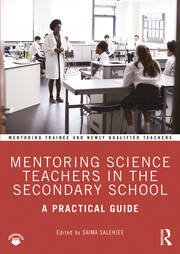 MENTORING TRAINEE AND NEWLY QUALIFIED TEACHERS
MENTORING SCIENCE
TEACHERS IN THE
SECONDARY SCHOOL
A PRACTICAL GUIDE
Edited by SAIMA SALEHJEE